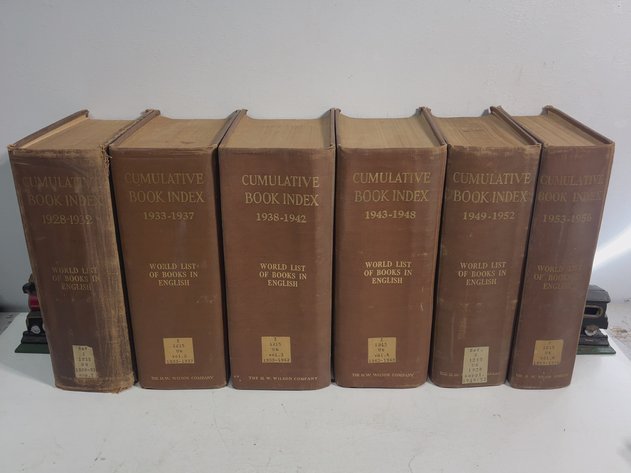 CUMULATIVE
BOOK INDEX
1928-1932
WORLD LIST
OF BOOKS IN
ENGLISH
CUMULATIVE
BOOK INDEX
1933-1937
WORLD LIST
OF BOOKS IN
ENGLISH
THE H.W. WILSON COMPANY
CUMULATIVE
BOOK INDEX
1938-1942
WORLD LIST
OF BOOKS IN
ENGLISH
THE H. W. WILSON COMPANY
CUMULATIVE
BOOK INDEX
1943-1948
WORLD LIST
OF BOOKS IN
ENGLISH
THE H.W. WILSON COMPANY
CUMULATIVE
BOOK INDEX
1949-1952
WORLD LIST
OF BOOKS IN
ENGLISH
CUMULATIVE
BOOK INDEX
1953-1956
WORLD LIST
OF BOOKS IN
ENGLISH